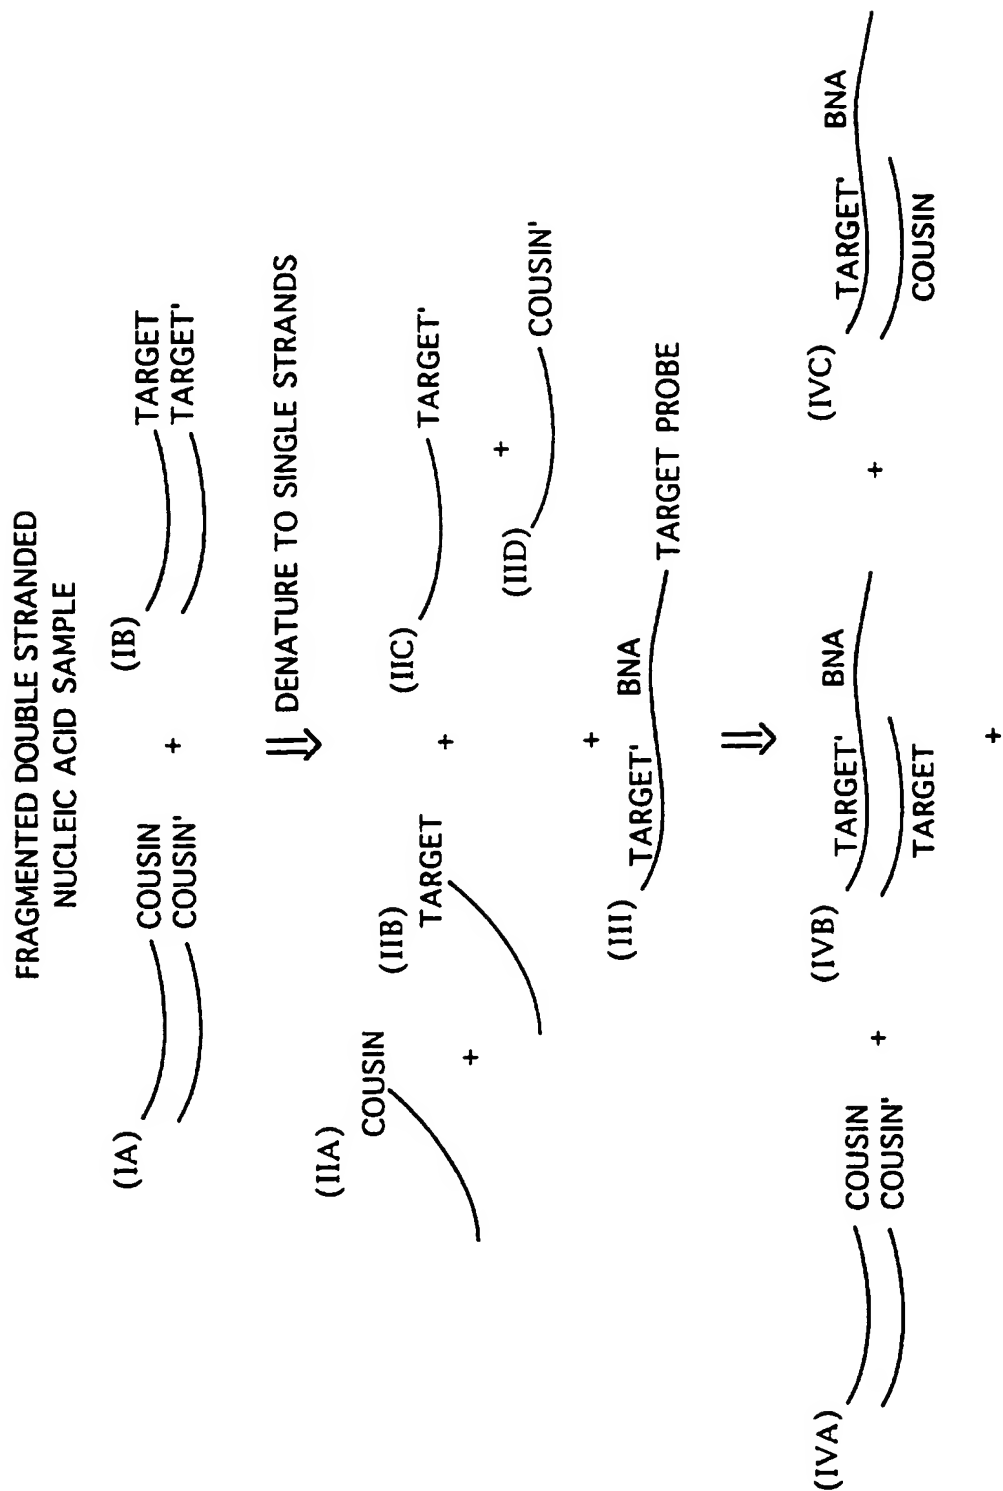 FRAGMENTED DOUBLE STRANDED
NUCLEIC ACID SAMPLE
(IA)
COUSIN
COUSIN'
+
(IB)
TARGET
TARGET'
DENATURE TO SINGLE STRANDS
(IIA)
COUSIN
+
(IIB)
TARGET
+
(IIC)
TARGET'
+
(IID)
COUSIN'
+
(III)
TARGET'
BNA
TARGET PROBE
(IVA)
COUSIN
COUSIN'
+
(IVB)
TARGET'
BNA
TARGET
+
(IVC)
TARGET'
BNA
COUSIN
+